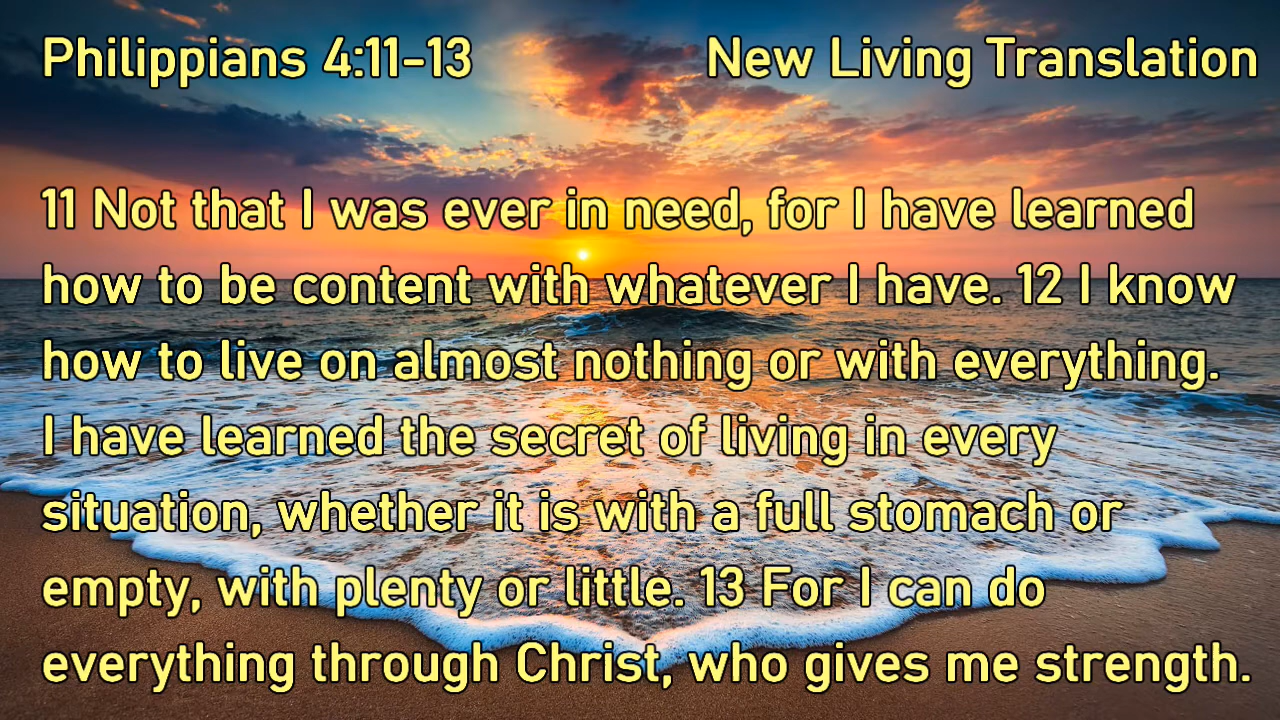 Philippians 4:11-13 New Living Translation
11 Not that I was ever in need, for I have learned
how to be content with whatever I have. 12 I know
how to live on almost nothing or with everything.
I have learned the secret of living in every
situation, whether it is with a full stomach or
empty, with plenty or little. 13 For I can do
everything through Christ, who gives me strength.